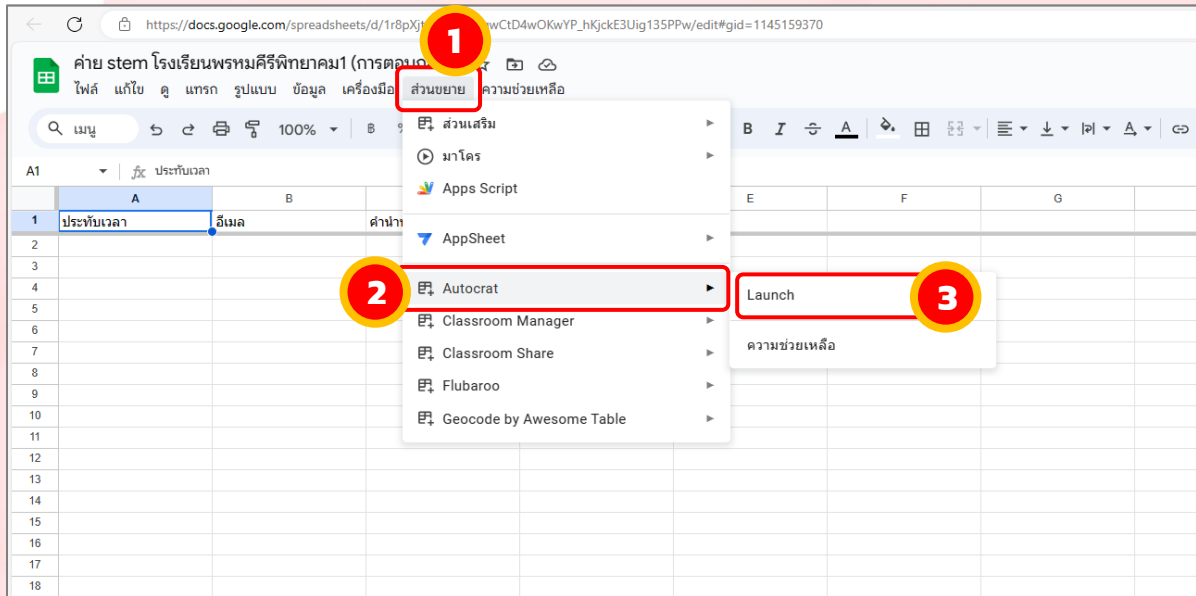 https://docs.google.com/spreadsheets/d/1r8pXj wCtD4wOKwYP_hKjckE3Uig135PPw/edit#gid=1145159370
1
ค่าย stem โรงเรียนพรหมคีรีพิทยาคม1 (การตอบ
ไฟล์ แก้ไข ดู แทรก รูปแบบ ข้อมูล เครื่องมือ ส่วนขยาย ความช่วยเหลือ
เมนู 100% B B I A A
A1 fx ประทับเวลา
A B E F G
1 ประทับเวลา อีเมล คำนำ
2
3
4
5
6
7
8
9
10
11
12
13
14
15
16
17
18
ส่วนเสริม
มาโคร
Apps Script
AppSheet
2 Autocrat
Classroom Manager
Classroom Share
Flubaroo
Geocode by Awesome Table
Launch 3
ความช่วยเหลือ